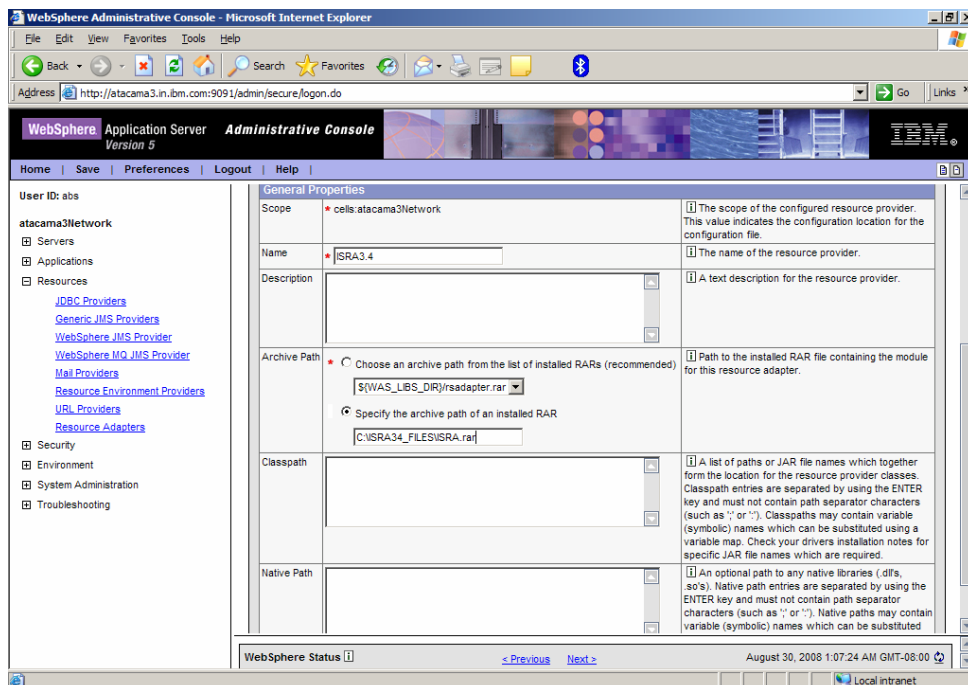 WebSphere Administrative Console - Microsoft Internet Explorer
File Edit View Favorites Tools Help
Back Search Favorites
Address http://atacama3.in.ibm.com:9091/admin/secure/logon.do Go Links
WebSphere Application Server Administrative Console
Version 5
IBM
Home | Save | Preferences | Logout | Help |
User ID: abs
atacama3Network
Servers
Applications
Resources
JDBC Providers
Generic JMS Providers
WebSphere JMS Provider
WebSphere MQ JMS Provider
Mail Providers
Resource Environment Providers
URL Providers
Resource Adapters
Security
Environment
System Administration
Troubleshooting
General Properties
Scope * cells:atacama3Network
i The scope of the configured resource provider.
This value indicates the configuration location for the
configuration file.
Name * ISRA3.4
i The name of the resource provider.
Description
i A text description for the resource provider.
Archive Path * Choose an archive path from the list of installed RARs (recommended)
${WAS_LIBS_DIR}/rsadapter.rar
Specify the archive path of an installed RAR
C:\ISRA34_FILES\ISRA.rar
i Path to the installed RAR file containing the module
for this resource adapter.
Classpath
i A list of paths or JAR file names which together
form the location for the resource provider classes.
Classpath entries are separated by using the ENTER
key and must not contain path separator characters
(such as ';' or ':'). Classpaths may contain variable
(symbolic) names which can be substituted using a
variable map. Check your drivers installation notes for
specific JAR file names which are required.
Native Path
i An optional path to any native libraries (.dll's,
.so's). Native path entries are separated by using the
ENTER key and must not contain path separator
characters (such as ';' or ':'). Native paths may contain
variable (symbolic) names which can be substituted
WebSphere Status i < Previous Next > August 30, 2008 1:07:24 AM GMT-08:00
Local intranet